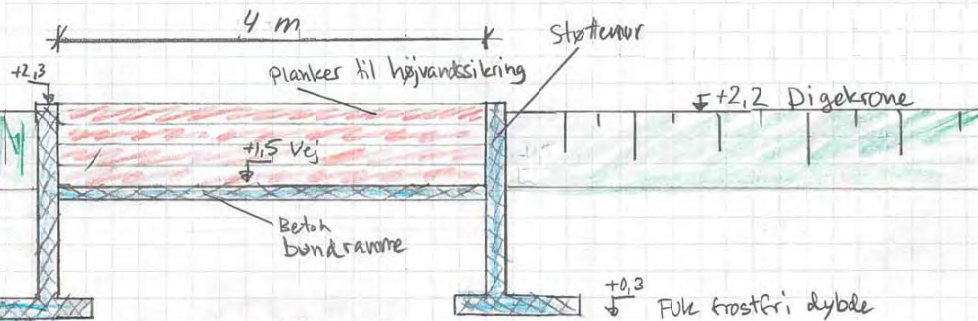 4 m
Støttemur
+2,3
Planker til højvandssikring
+2,2 Digekrone
+1,5 Vej
Beton
bundramme
+0,3
FUK frostfri dybde